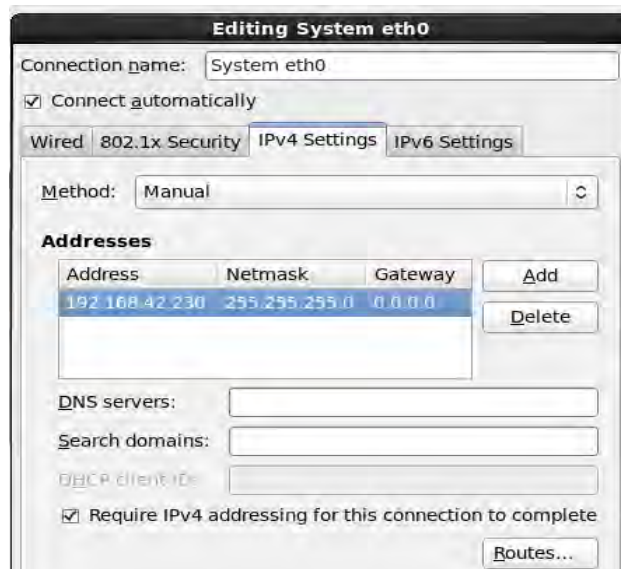 Editing System eth0
Connection name: System eth0
Connect automatically
Wired 802.1x Security IPv4 Settings IPv6 Settings
Method: Manual
Addresses
Address Netmask Gateway Add
192.168.42.230 255.255.255.0 0.0.0.0
Delete
DNS servers:
Search domains:
DHCP client ID:
Require IPv4 addressing for this connection to complete
Routes...